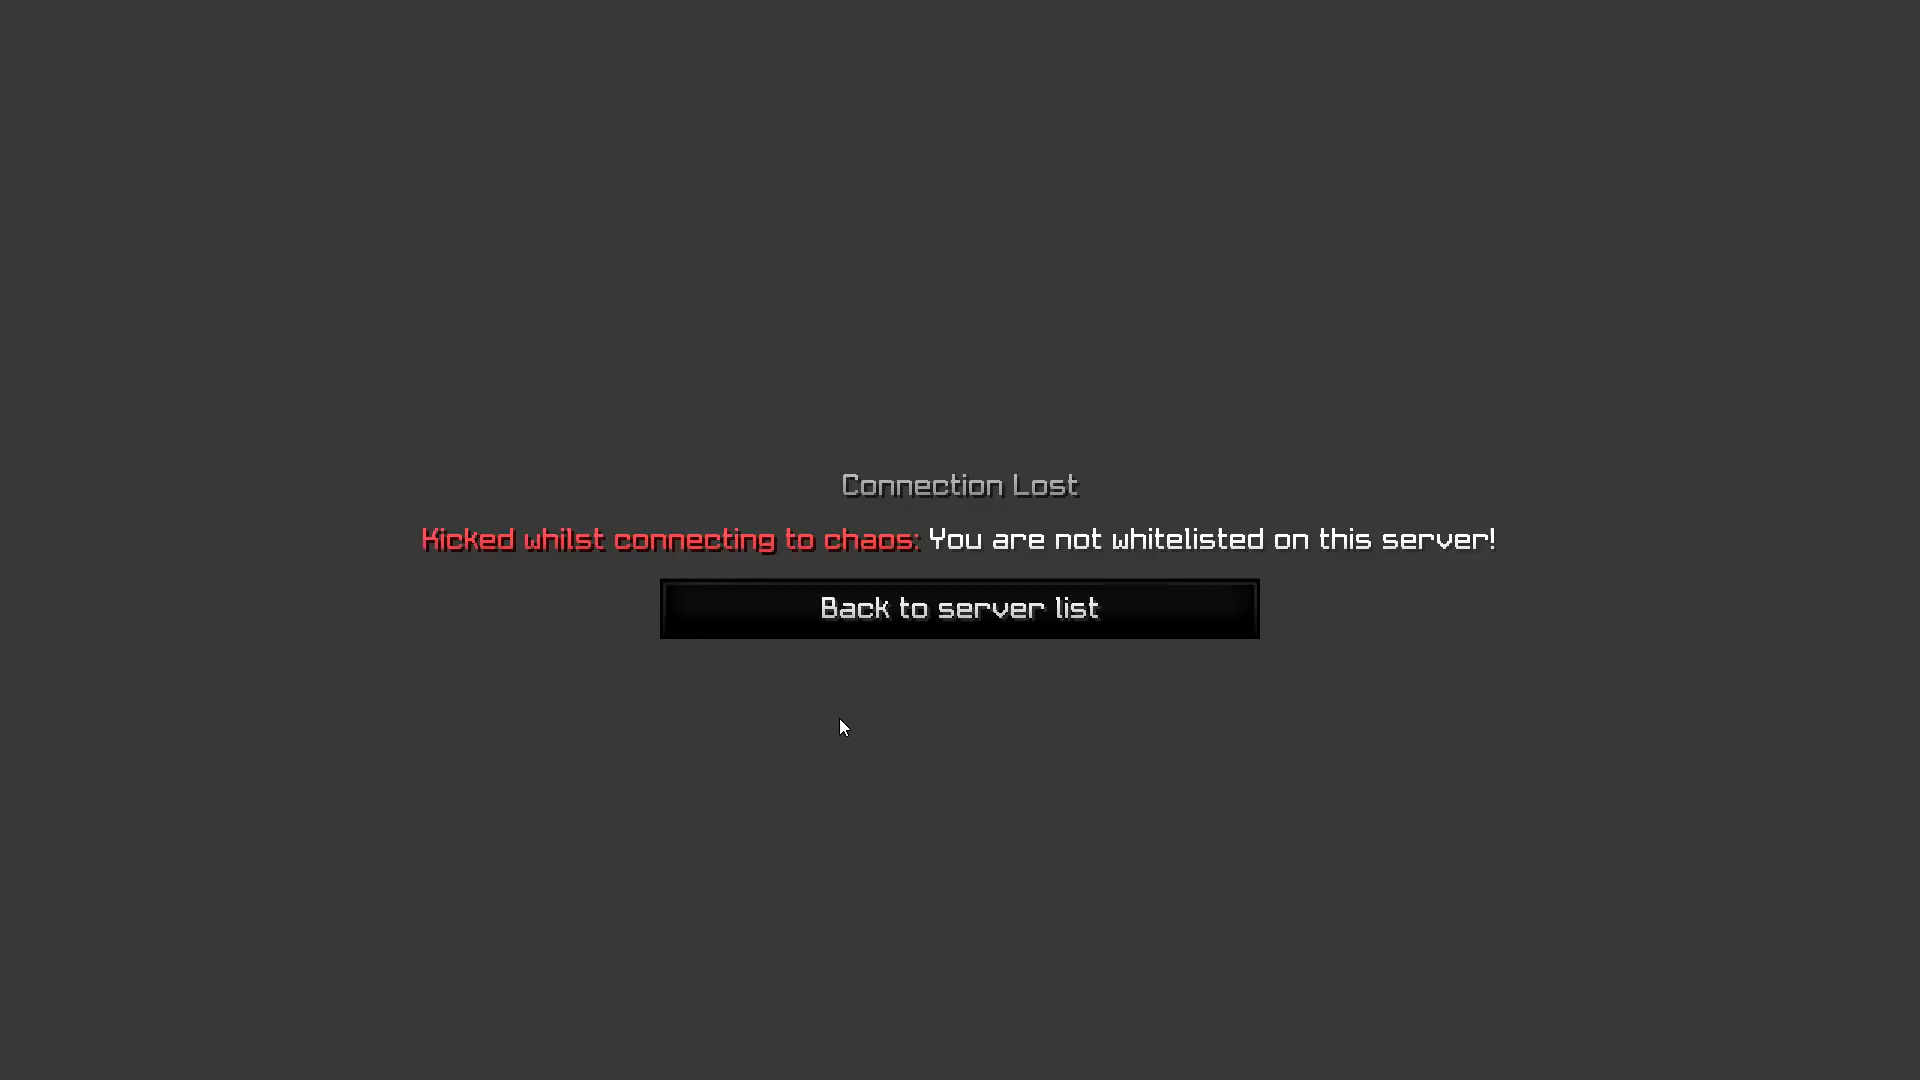 Connection Lost
Kicked whilst connecting to chaos: You are not whitelisted on this server!
Back to server list